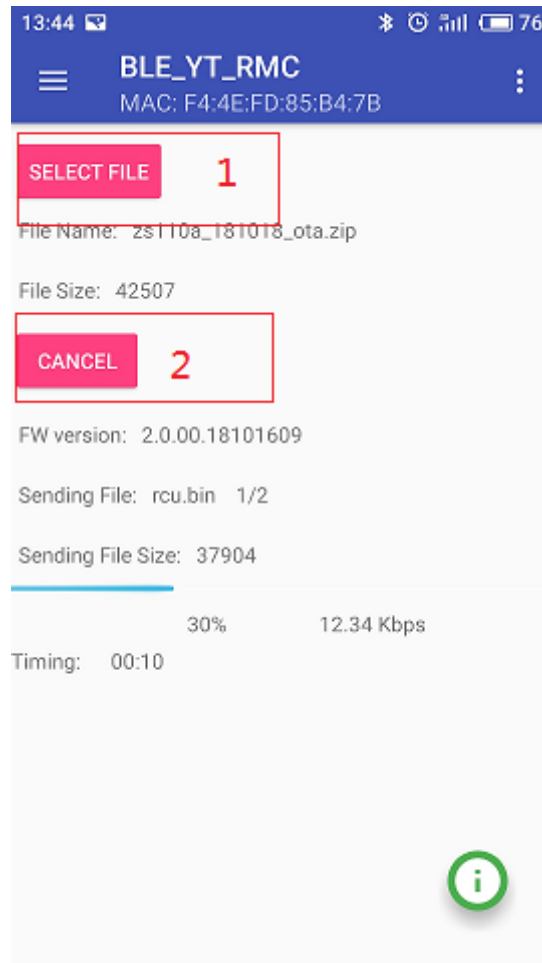 13:44 76
BLE_YT_RMC
MAC: F4:4E:FD:85:B4:7B
SELECT FILE 1
File Name: zs110a_181018_ota.zip
File Size: 42507
CANCEL 2
FW version: 2.0.00.18101609
Sending File: rcu.bin 1/2
Sending File Size: 37904
30% 12.34 Kbps
Timing: 00:10